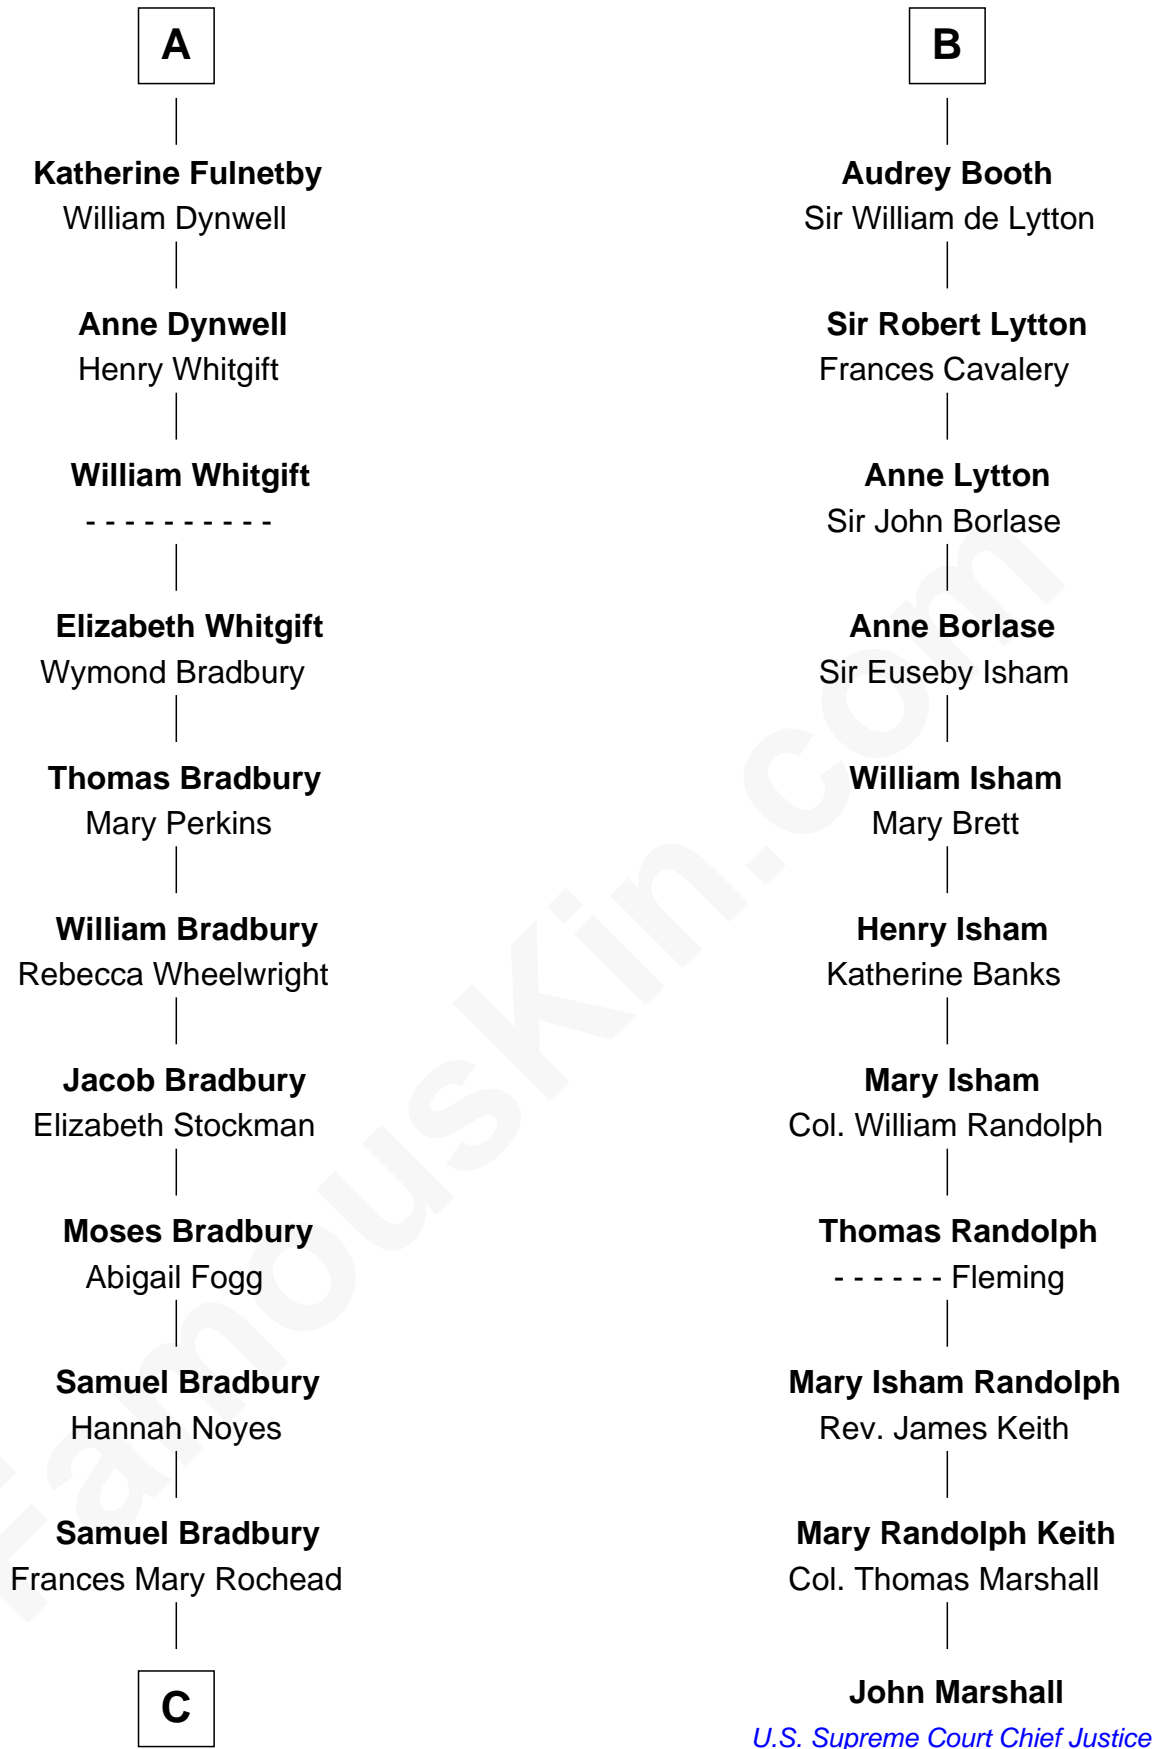 A
Katherine Fulnetby
William Dynwell
Anne Dynwell
Henry Whitgift
William Whitgift
- - - - - - - - - -
Elizabeth Whitgift
Wymond Bradbury
Thomas Bradbury
Mary Perkins
William Bradbury
Rebecca Wheelwright
Jacob Bradbury
Elizabeth Stockman
Moses Bradbury
Abigail Fogg
Samuel Bradbury
Hannah Noyes
Samuel Bradbury
Frances Mary Rochead
C
B
Audrey Booth
Sir William de Lytton
Sir Robert Lytton
Frances Cavalery
Anne Lytton
Sir John Borlase
Anne Borlase
Sir Euseby Isham
William Isham
Mary Brett
Henry Isham
Katherine Banks
Mary Isham
Col. William Randolph
Thomas Randolph
- - - - - - Fleming
Mary Isham Randolph
Rev. James Keith
Mary Randolph Keith
Col. Thomas Marshall
John Marshall
U.S. Supreme Court Chief Justice
FamousKin.com